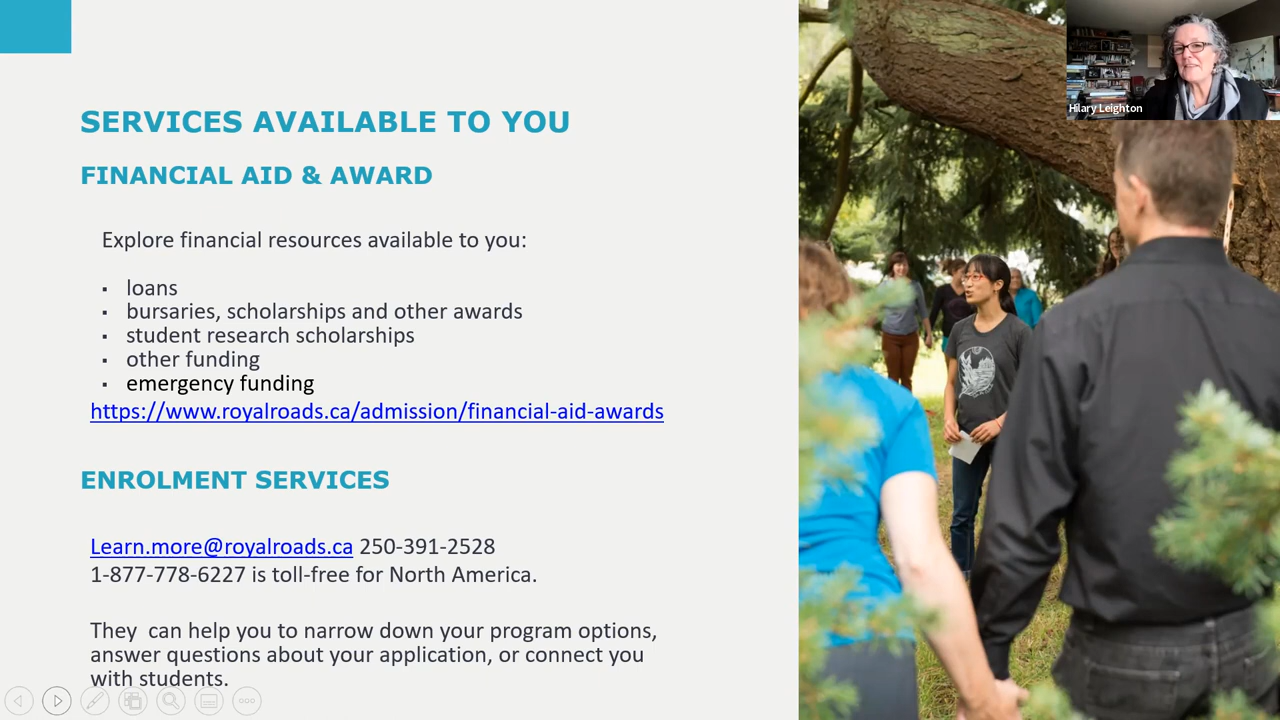 Hilary Leighton
SERVICES AVAILABLE TO YOU
FINANCIAL AID & AWARD
Explore financial resources available to you:
▪ loans
▪ bursaries, scholarships and other awards
▪ student research scholarships
▪ other funding
▪ emergency funding
https://www.royalroads.ca/admission/financial-aid-awards
ENROLMENT SERVICES
Learn.more@royalroads.ca 250-391-2528
1-877-778-6227 is toll-free for North America.
They  can help you to narrow down your program options,
answer questions about your application, or connect you
with students.